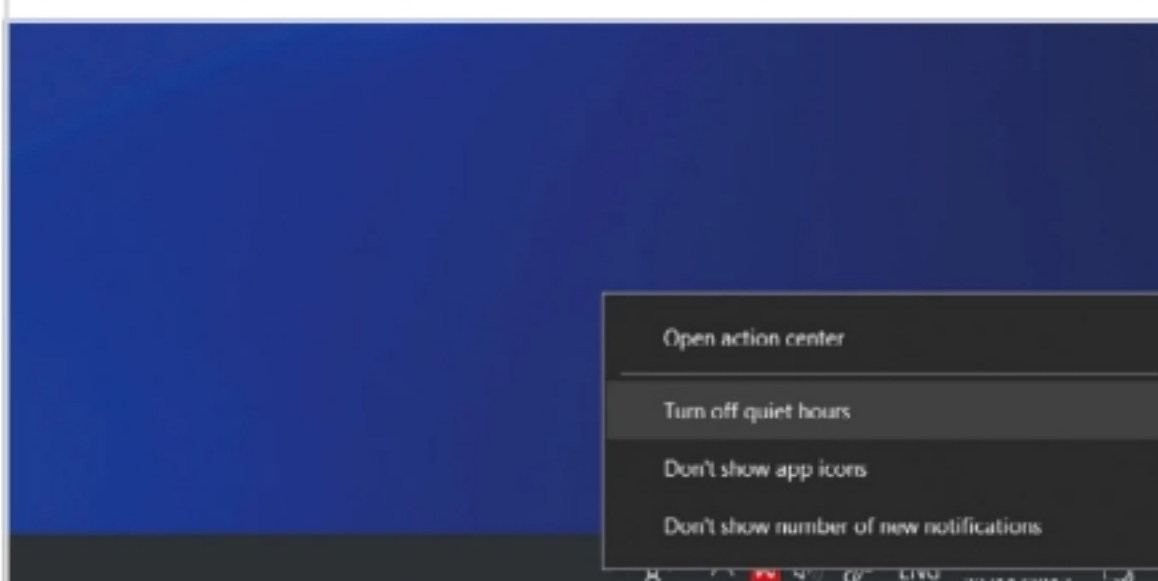 Open action center
Turn off quiet hours
Don't show app icons
Don't show number of new notifications
ENG